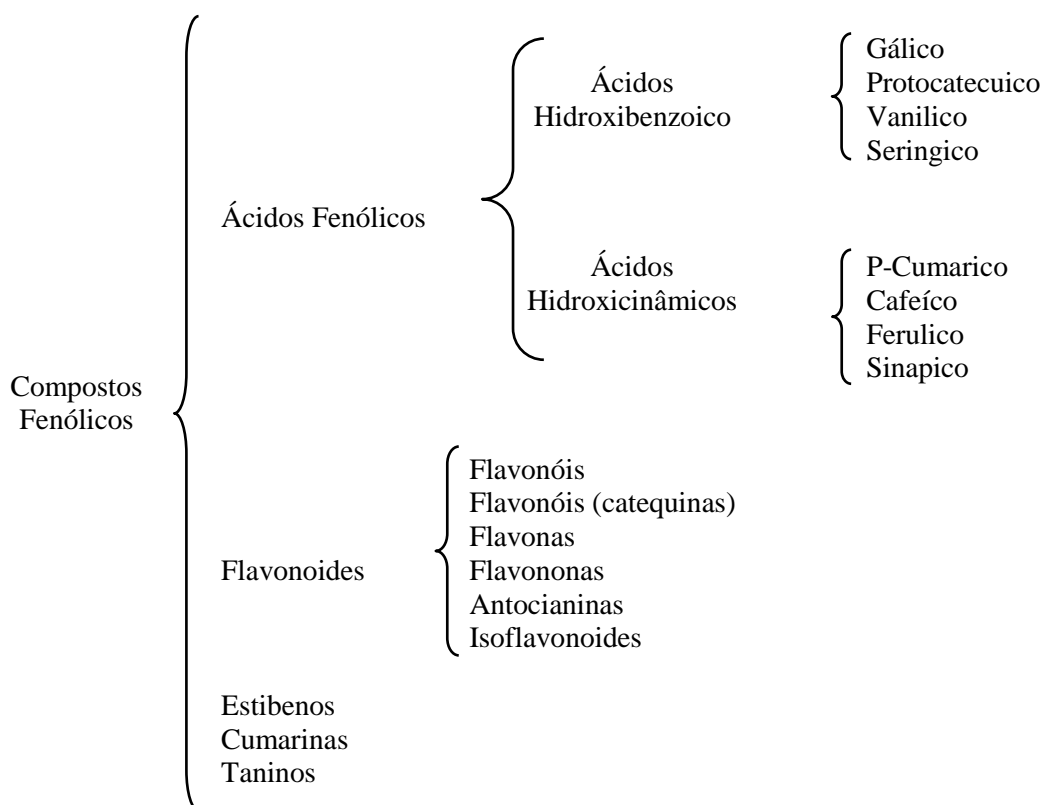 Compostos
Fenólicos
Ácidos Fenólicos
Ácidos
Hidroxibenzoico
Gálico
Protocatecuico
Vanilico
Seringico
Ácidos
Hidroxicinâmicos
P-Cumarico
Cafeíco
Ferulico
Sinapico
Flavonoides
Flavonóis
Flavonóis (catequinas)
Flavonas
Flavononas
Antocianinas
Isoflavonoides
Estibenos
Cumarinas
Taninos